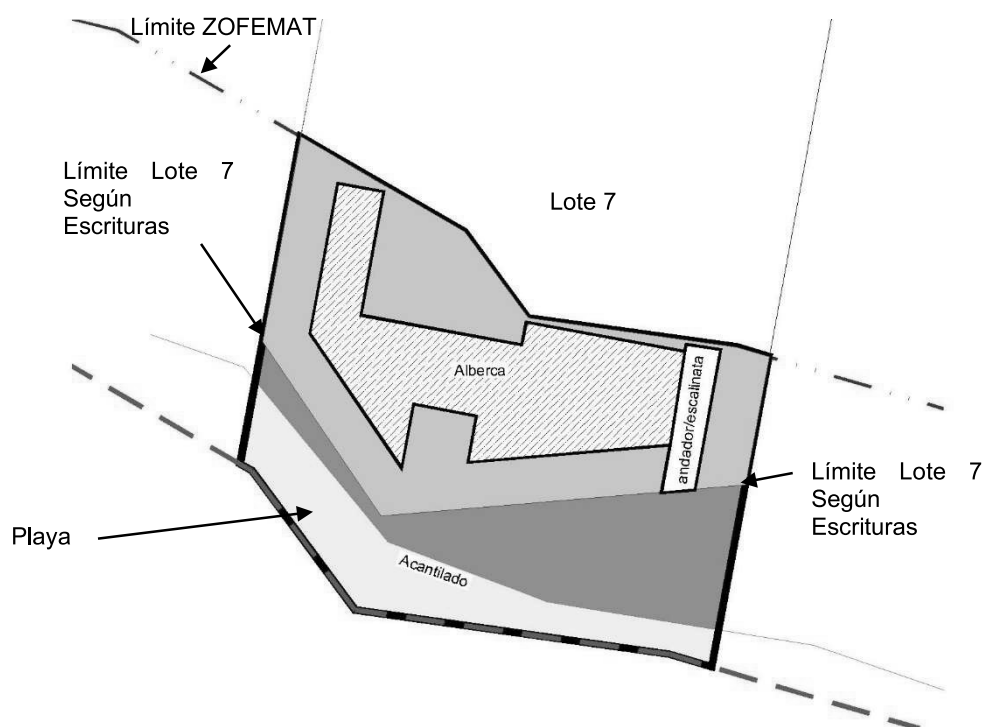 Límite ZOFEMAT
Límite Lote 7
Según
Escrituras
Lote 7
Alberca
andador/escalinata
Límite Lote 7
Según
Escrituras
Playa
Acantilado